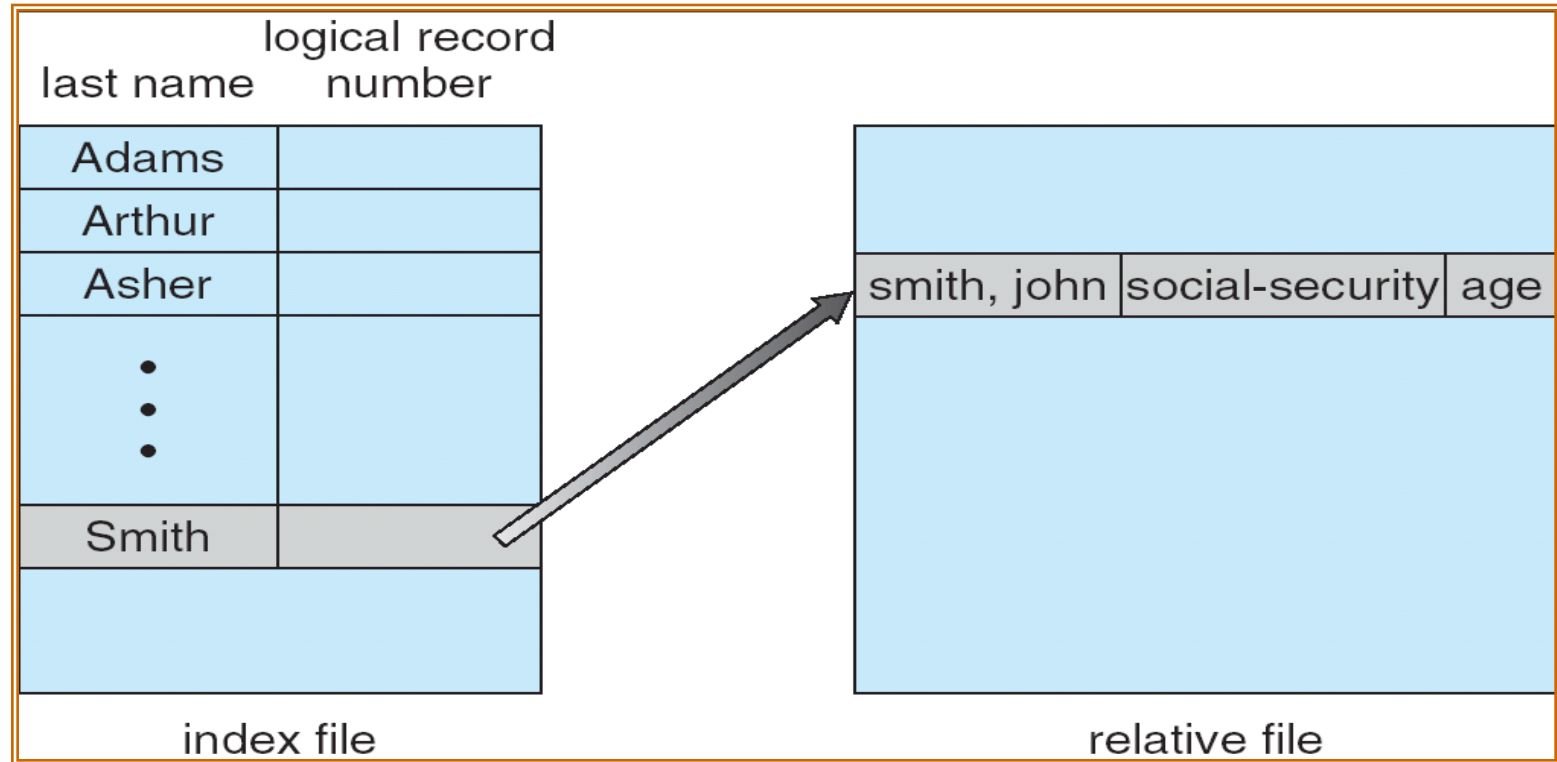 logical record
last name number
Adams
Arthur
Asher
smith, john social-security age
Smith
index file relative file